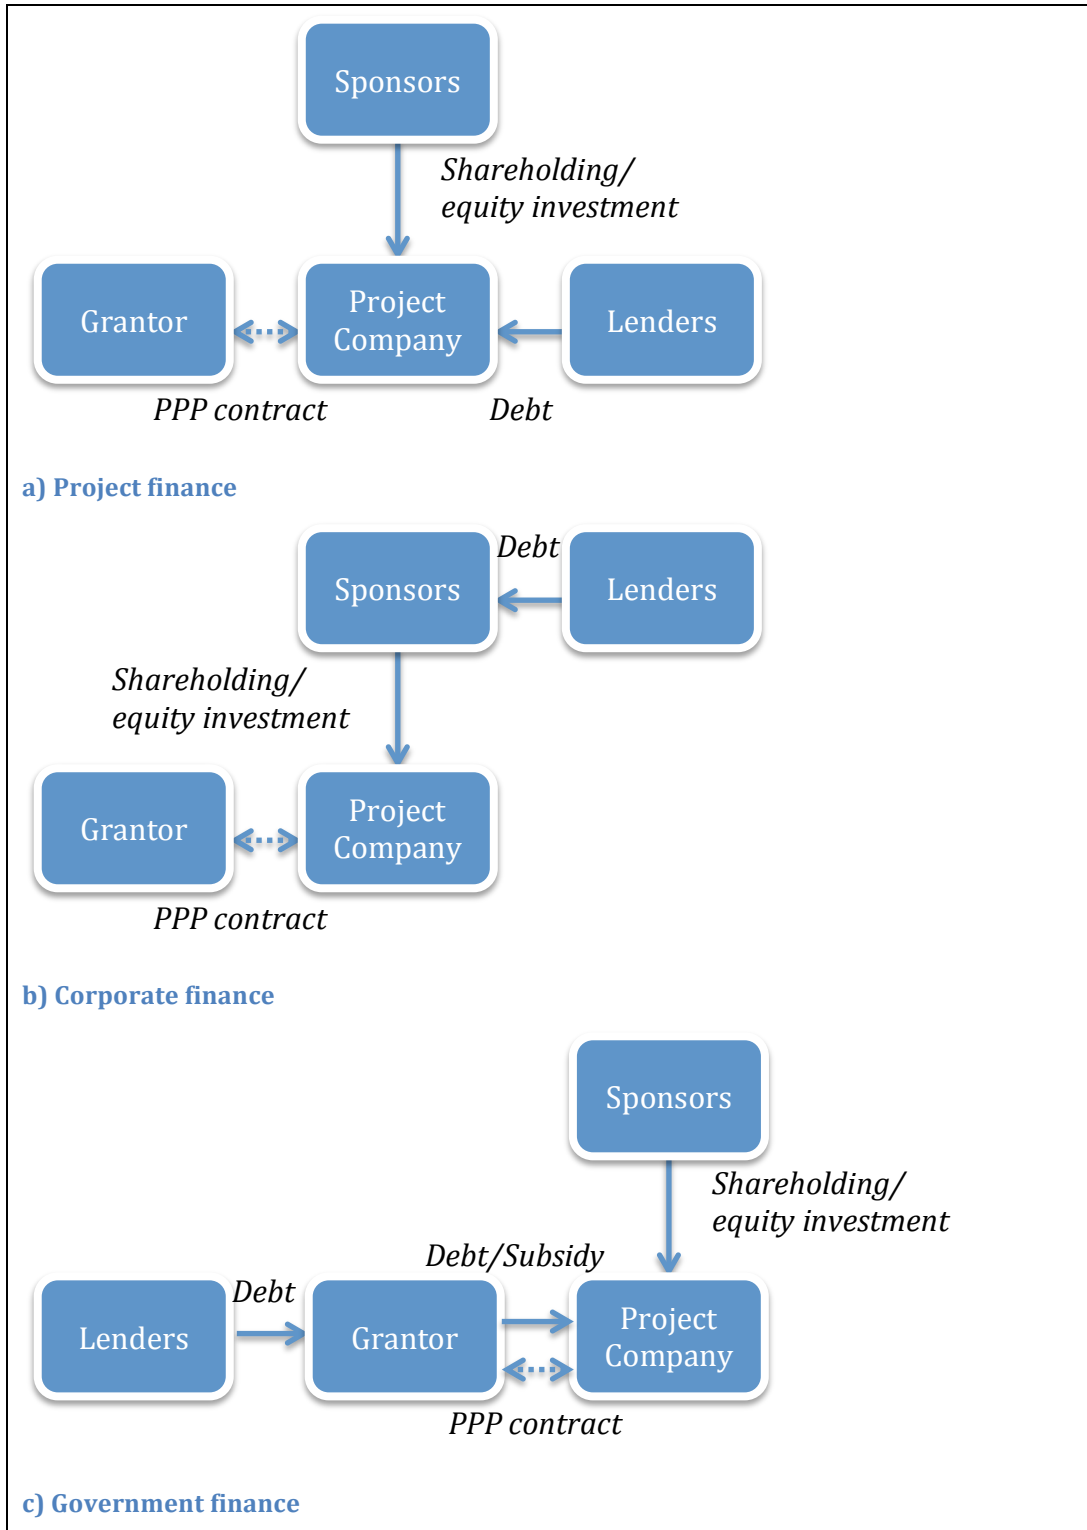 Sponsors
Shareholding/
equity investment
Grantor
Project
Company
Lenders
PPP contract
Debt
a) Project finance
Sponsors
Debt
Lenders
Shareholding/
equity investment
Grantor
Project
Company
PPP contract
b) Corporate finance
Sponsors
Shareholding/
equity investment
Debt/Subsidy
Lenders
Debt
Grantor
Project
Company
PPP contract
c) Government finance